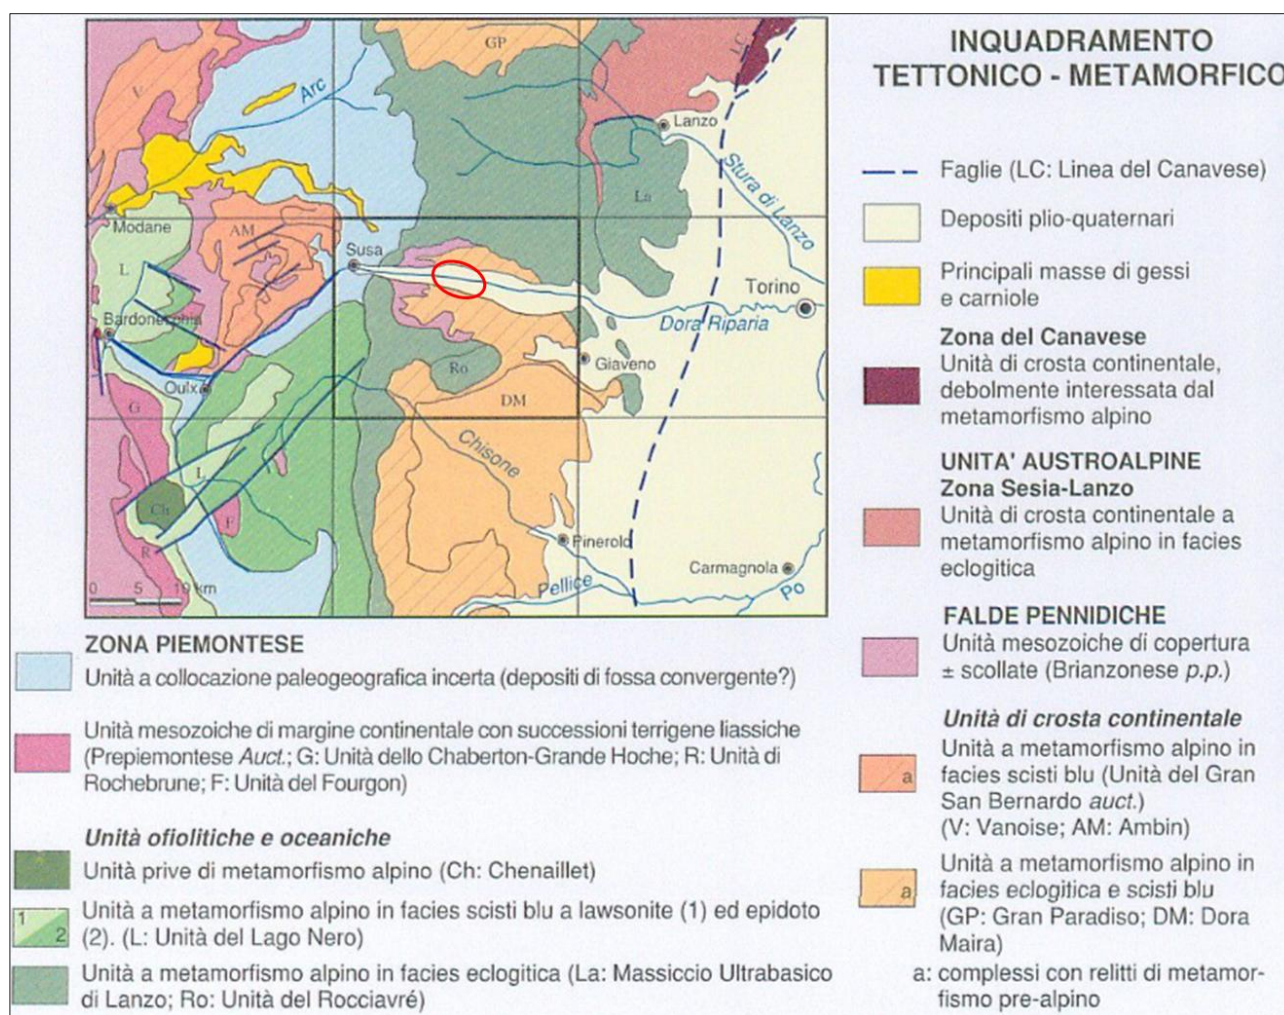 GP
LC
INQUADRAMENTO
TETTONICO - METAMORFICO
V
Arc
Lanzo
Stura di Lanzo
La
Faglie (LC: Linea del Canavese)
Depositi plio-quaternari
Modane
AM
Susa
L
Principali masse di gessi
e carniole
Torino
Bardonecchia
Dora Riparia
Zona del Canavese
Unità di crosta continentale,
debolmente interessata dal
metamorfismo alpino
Oulx
Ro
Giaveno
G
DM
Chisone
UNITA' AUSTROALPINE
Zona Sesia-Lanzo
Unità di crosta continentale a
metamorfismo alpino in facies
eclogitica
L
Ch
F
R
Pinerolo
Carmagnola
Pellice
Po
0 5 10 km
FALDE PENNIDICHE
Unità mesozoiche di copertura
± scollate (Brianzonese p.p.)
Unità di crosta continentale
a
Unità a metamorfismo alpino in
facies scisti blu (Unità del Gran
San Bernardo auct.)
(V: Vanoise; AM: Ambin)
a
Unità a metamorfismo alpino in
facies eclogitica e scisti blu
(GP: Gran Paradiso; DM: Dora
Maira)
a: complessi con relitti di metamor-
fismo pre-alpino
ZONA PIEMONTESE
Unità a collocazione paleogeografica incerta (depositi di fossa convergente?)
Unità mesozoiche di margine continentale con successioni terrigene liassiche
(Prepiemontese Auct.; G: Unità dello Chaberton-Grande Hoche; R: Unità di
Rochebrune; F: Unità del Fourgon)
Unità ofiolitiche e oceaniche
Unità prive di metamorfismo alpino (Ch: Chenaillet)
1 2
Unità a metamorfismo alpino in facies scisti blu a lawsonite (1) ed epidoto
(2). (L: Unità del Lago Nero)
Unità a metamorfismo alpino in facies eclogitica (La: Massiccio Ultrabasico
di Lanzo; Ro: Unità del Rocciavré)